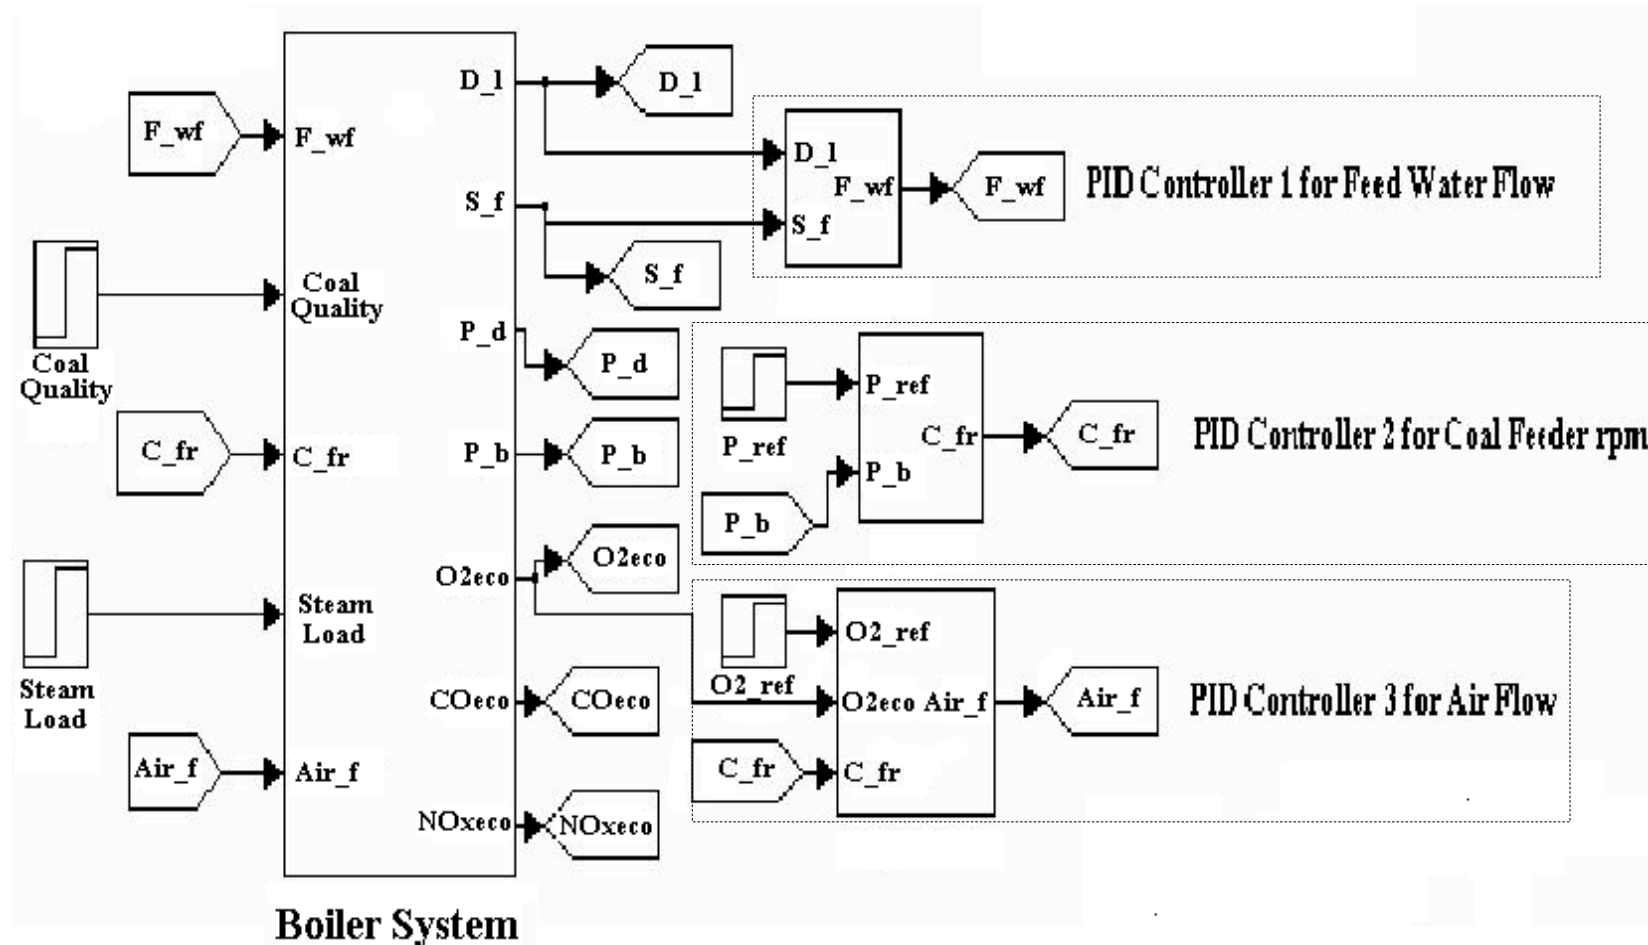 F_wf
F_wf
Coal
Quality
Coal
Quality
C_fr
C_fr
Steam
Load
Steam
Load
Air_f
Air_f
D_l
S_f
P_d
P_b
O2eco
COeco
NOxeco
Boiler System
D_l
S_f
P_d
P_b
O2eco
COeco
NOxeco
D_l
S_f
F_wf
F_wf
PID Controller 1 for Feed Water Flow
P_ref
P_b
P_ref
P_b
C_fr
C_fr
PID Controller 2 for Coal Feeder rpm
O2_ref
C_fr
O2_ref
O2eco Air_f
C_fr
Air_f
PID Controller 3 for Air Flow